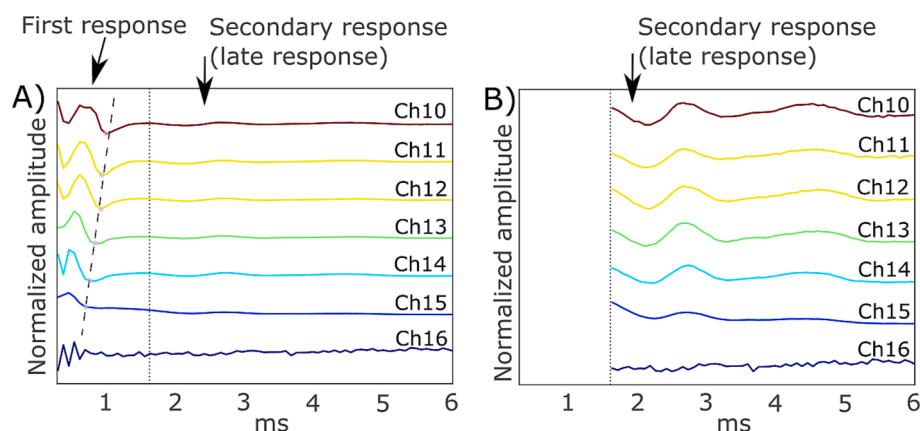 First response
Secondary response
(late response)
A)
Normalized amplitude
Ch10
Ch11
Ch12
Ch13
Ch14
Ch15
Ch16
1 2 3 4 5 6
ms
Secondary response
(late response)
B)
Normalized amplitude
Ch10
Ch11
Ch12
Ch13
Ch14
Ch15
Ch16
1 2 3 4 5 6
ms